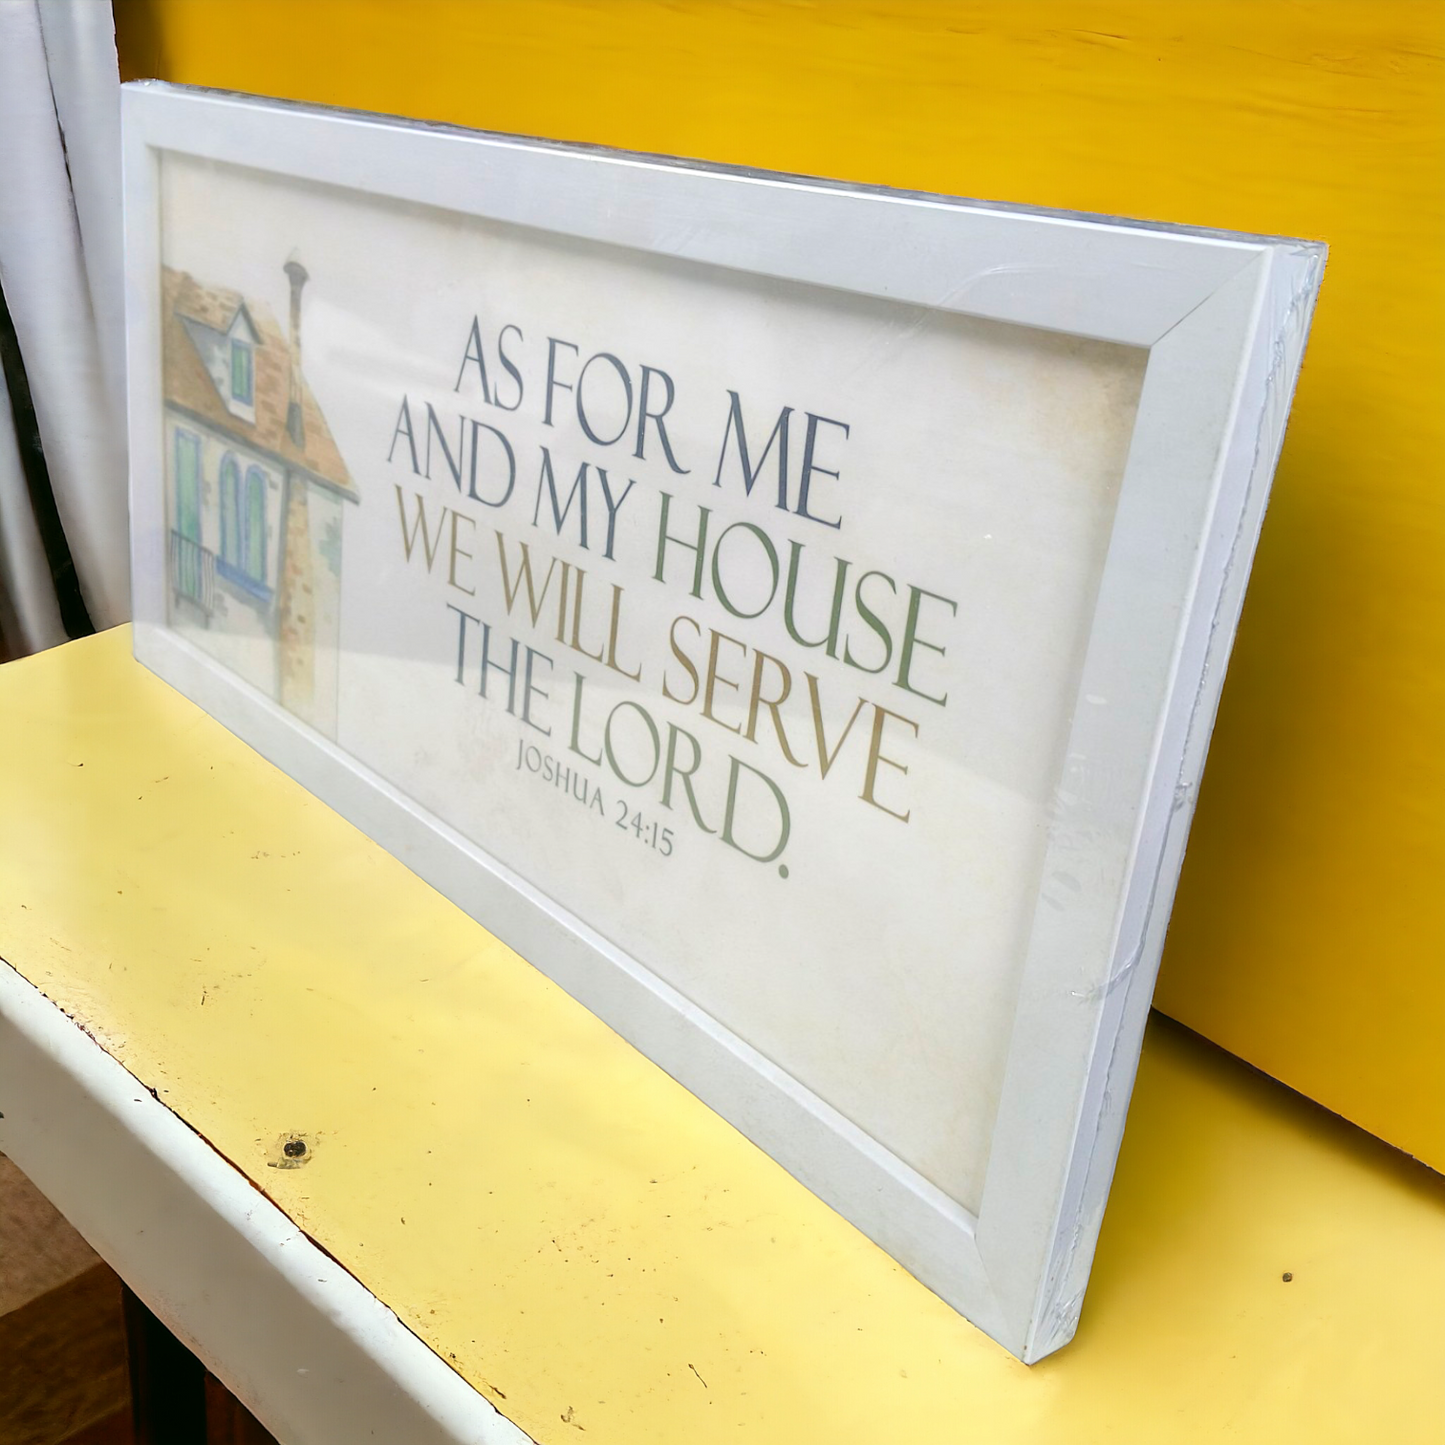 AS FOR ME
AND MY HOUSE
WE WILL SERVE
THE LORD.
JOSHUA 24:15